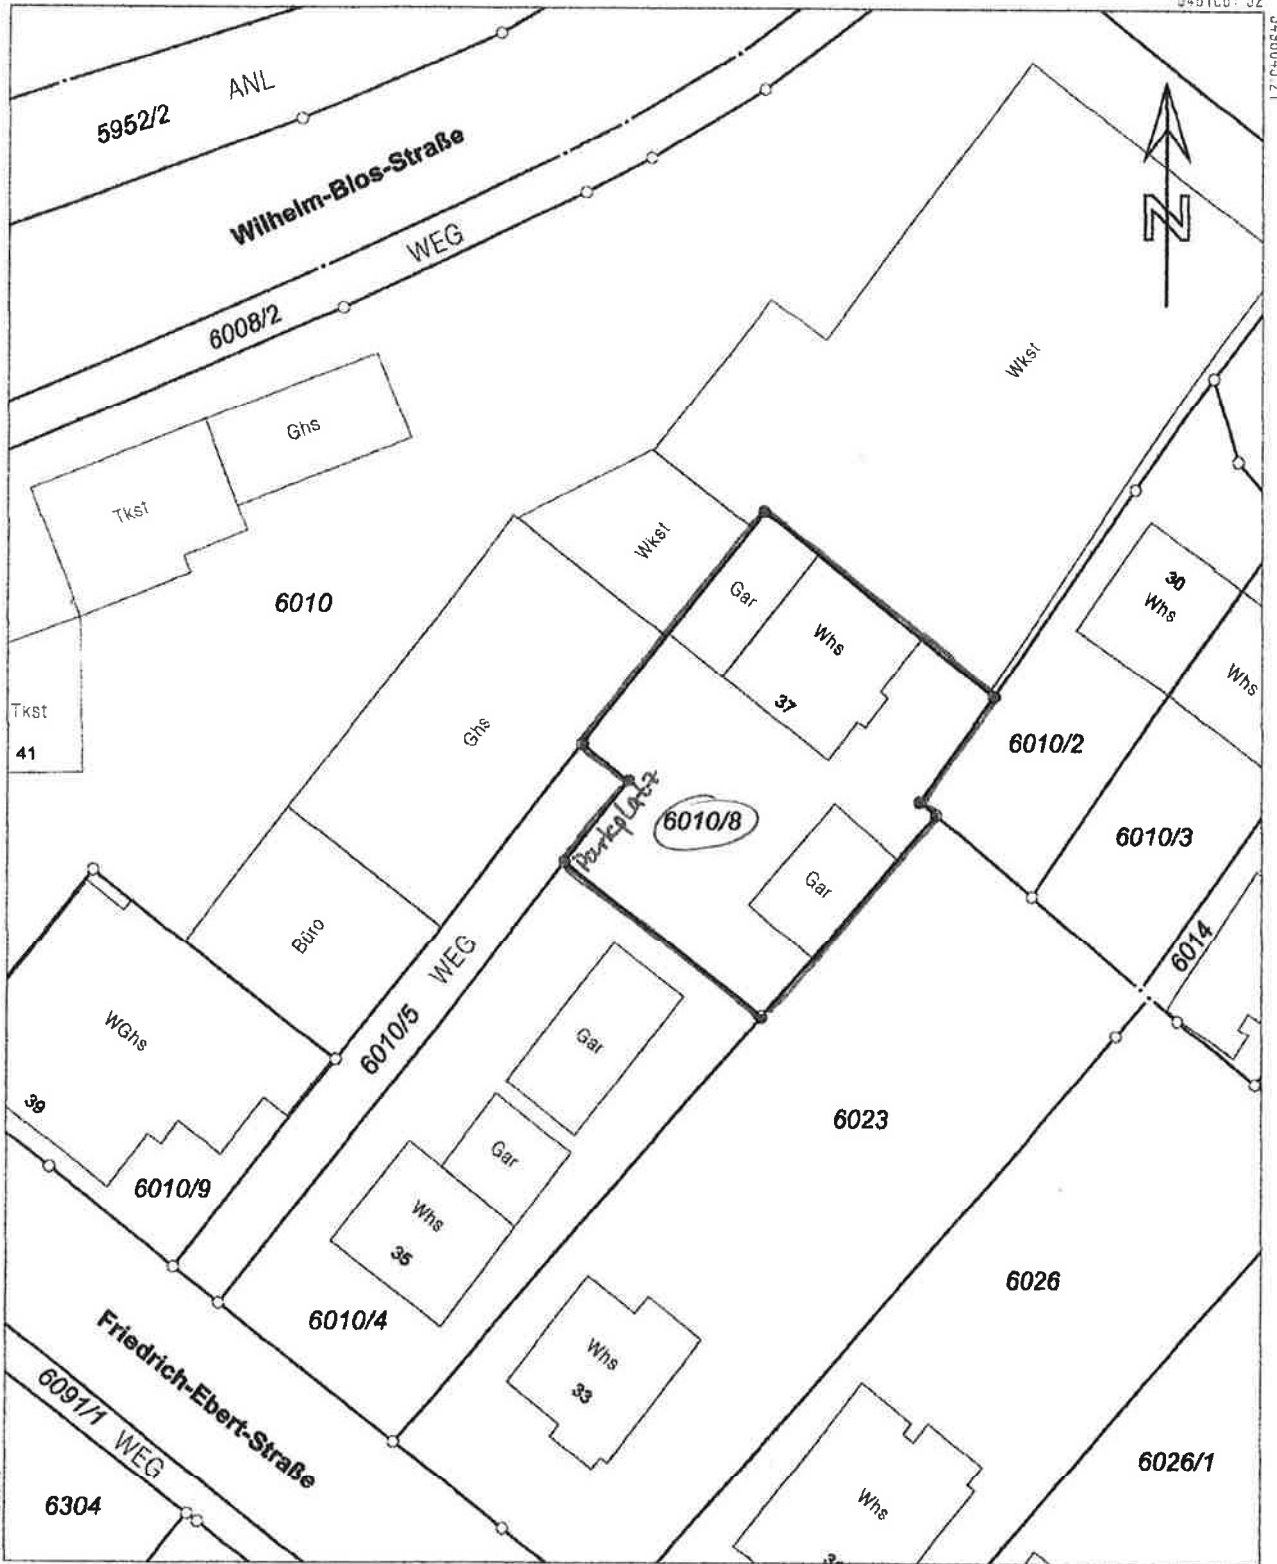 ANL
5952/2
Wilhelm-Blos-Straße
WEG
6008/2
N
Ghs
Tkst
Wkst
Wkst
6010
Gar
Whs
37
30
Whs
Whs
Tkst
41
Ghs
6010/2
Parkplatz
6010/8
6010/3
Gar
Büro
WEG
6014
6010/5
WGhs
39
Gar
6023
Gar
6010/9
Whs
35
6026
6010/4
Friedrich-Ebert-Straße
Whs
33
6091/1
WEG
6026/1
6304
Whs